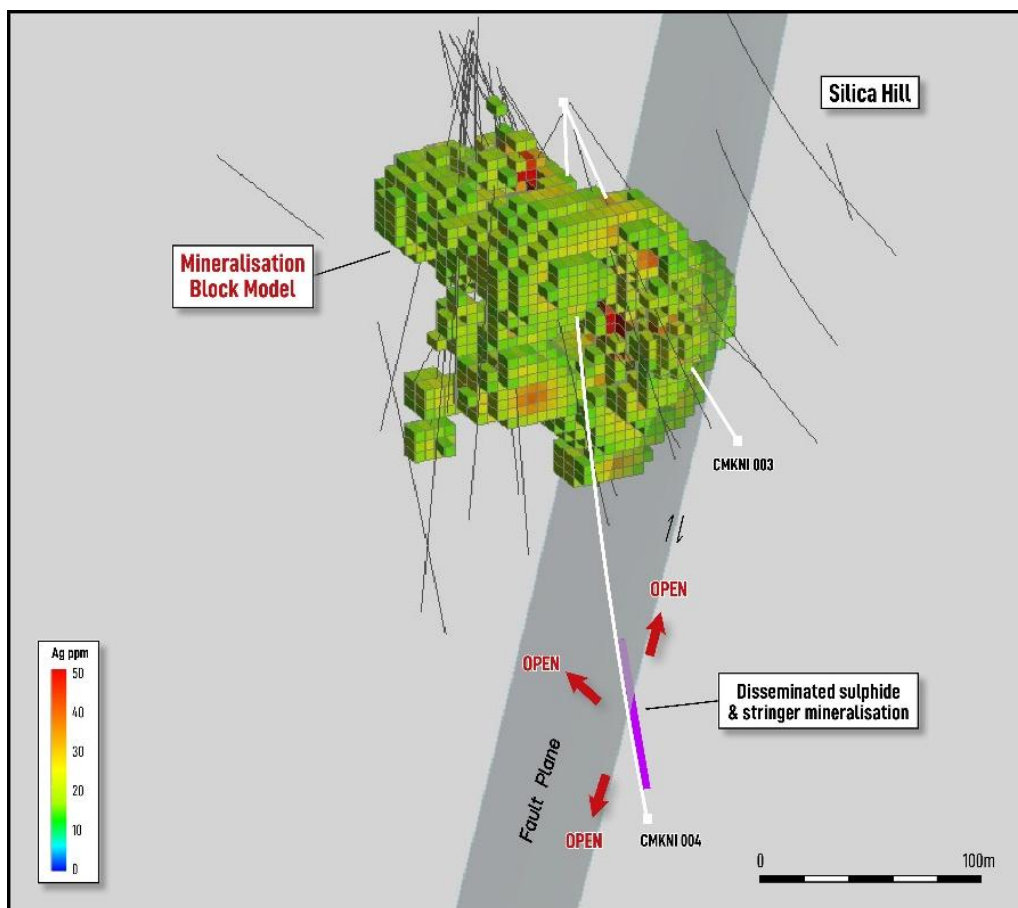 Silica Hill
Mineralisation
Block Model
CMKNI 003
OPEN
OPEN
Disseminated sulphide
& stringer mineralisation
Fault Plane
OPEN
CMKNI 004
Ag ppm
50
40
30
20
10
0
0
100m